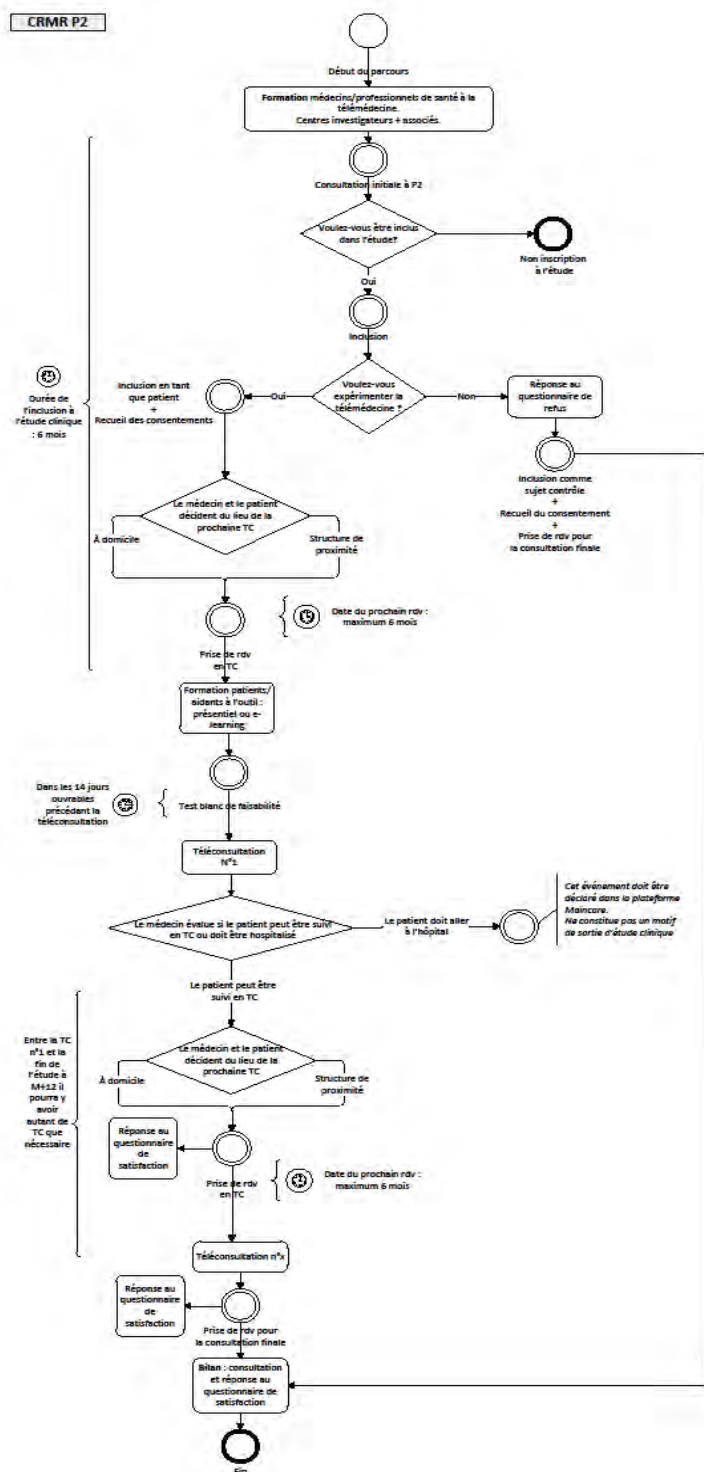 CRMR P2
Début du parcours
Formation médecins/professionnels de santé à la
télémédecine.
Centres investigateurs + associés.
Consultation initiale à P2
Voulez-vous être inclus
dans l'étude?
Non inscription
à l'étude
Oui
Inclusion
Durée de
l'inclusion à
l'étude clinique
: 6 mois
Inclusion en tant
que patient
+
Recueil des consentements
Oui
Voulez-vous
expérimenter la
télémédecine ?
Non
Réponse au
questionnaire de
refus
Inclusion comme
sujet contrôle
+
Recueil du consentement
+
Prise de rdv pour
la consultation finale
Le médecin et le patient
décident du lieu de la
prochaine TC
À domicile
Structure de
proximité
Date du prochain rdv :
maximum 6 mois
Prise de rdv
en TC
Formation patients/
aidants à l'outil :
présentiel ou e-
learning
Dans les 14 jours
ouvrables
précédant la
téléconsultation
Test blanc de faisabilité
Téléconsultation
N°1
Le médecin évalue si le patient peut être suivi
en TC ou doit être hospitalisé
Le patient doit aller
à l'hôpital
Cet événement doit être
déclaré dans la plateforme
Maincare.
Ne constitue pas un motif
de sortie d'étude clinique
Le patient peut être
suivi en TC
Entre la TC
n°1 et la
fin de
l'étude à
M+12 il
pourra y
avoir
autant de
TC que
nécessaire
Le médecin et le patient
décident du lieu de la
prochaine TC
À domicile
Structure de
proximité
Réponse au
questionnaire
de
satisfaction
Prise de rdv
en TC
Date du prochain rdv :
maximum 6 mois
Téléconsultation n°x
Réponse au
questionnaire
de
satisfaction
Prise de rdv pour
la consultation finale
Bilan : consultation
et réponse au
questionnaire de
satisfaction
Fin